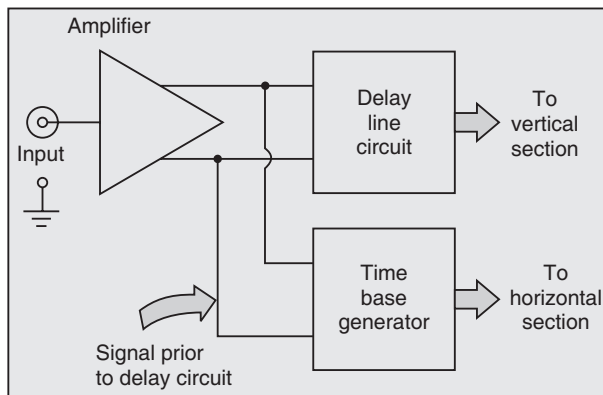 Amplifier
Input
Delay
line
circuit
To
vertical
section
Time
base
generator
To
horizontal
section
Signal prior
to delay circuit